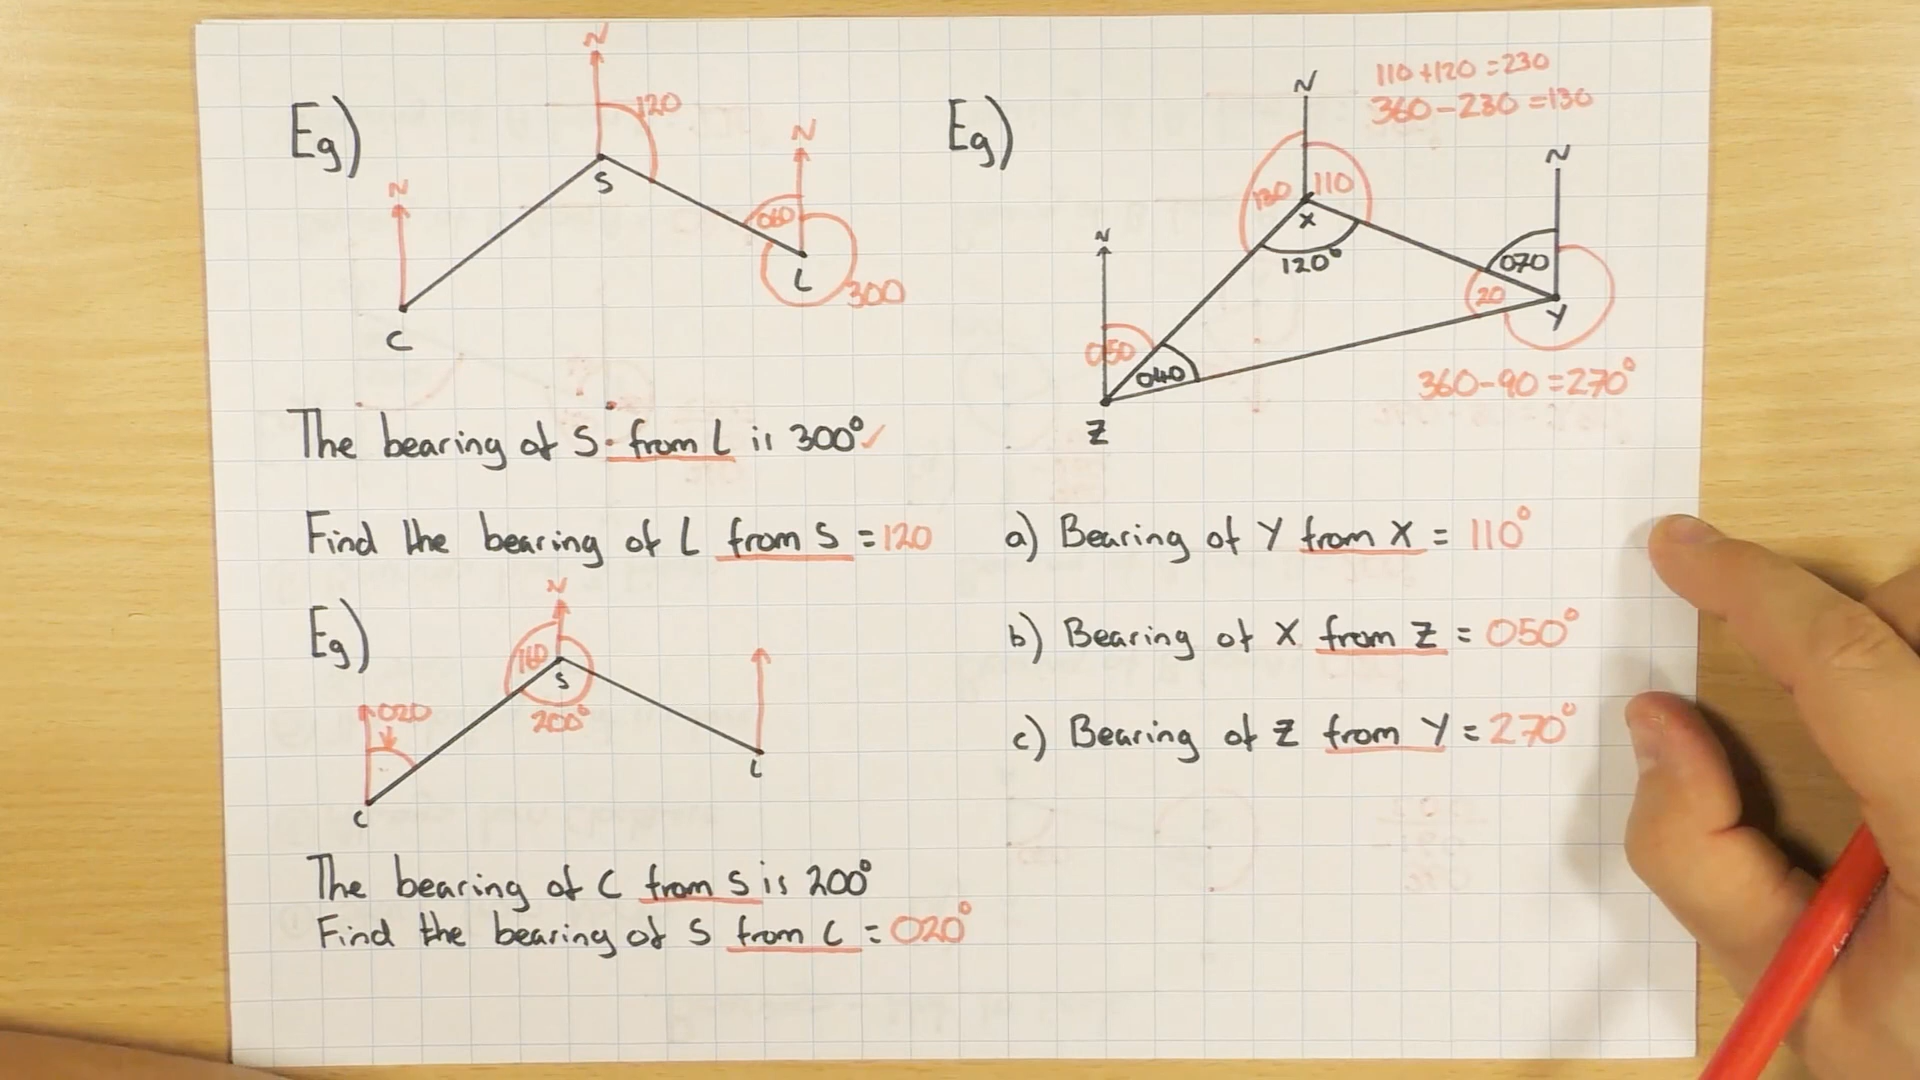 Eg)
N
120
S
N
060
L
300
N
C
The bearing of S from L is 300° ✓
Find the bearing of L from S = 120
Eg)
N
160
S
200°
020
C
L
The bearing of C from S is 200°
Find the bearing of S from C = 020°
Eg)
110 + 120 = 230
360 - 230 = 130
N
130
110
X
120°
N
070
20
Y
360 - 90 = 270°
N
050
040
Z
a) Bearing of Y from X = 110°
b) Bearing of X from Z = 050°
c) Bearing of Z from Y = 270°